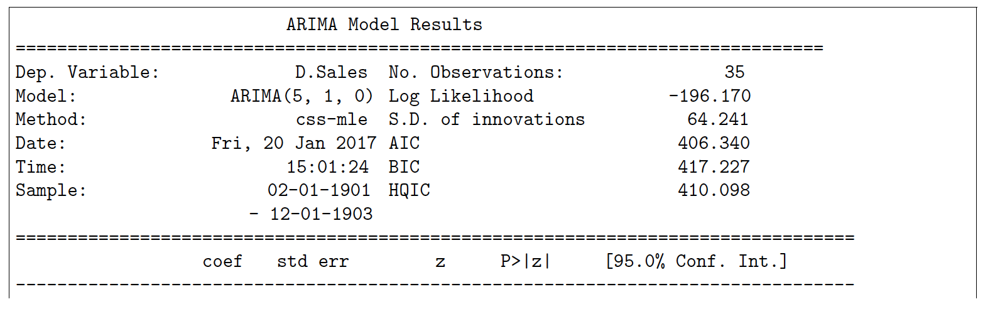 ARIMA Model Results
==============================================================================
Dep. Variable: D.Sales No. Observations: 35
Model: ARIMA(5, 1, 0) Log Likelihood -196.170
Method: css-mle S.D. of innovations 64.241
Date: Fri, 20 Jan 2017 AIC 406.340
Time: 15:01:24 BIC 417.227
Sample: 02-01-1901 HQIC 410.098
- 12-01-1903
=================================================================================
coef std err z P>|z| [95.0% Conf. Int.]
---------------------------------------------------------------------------------